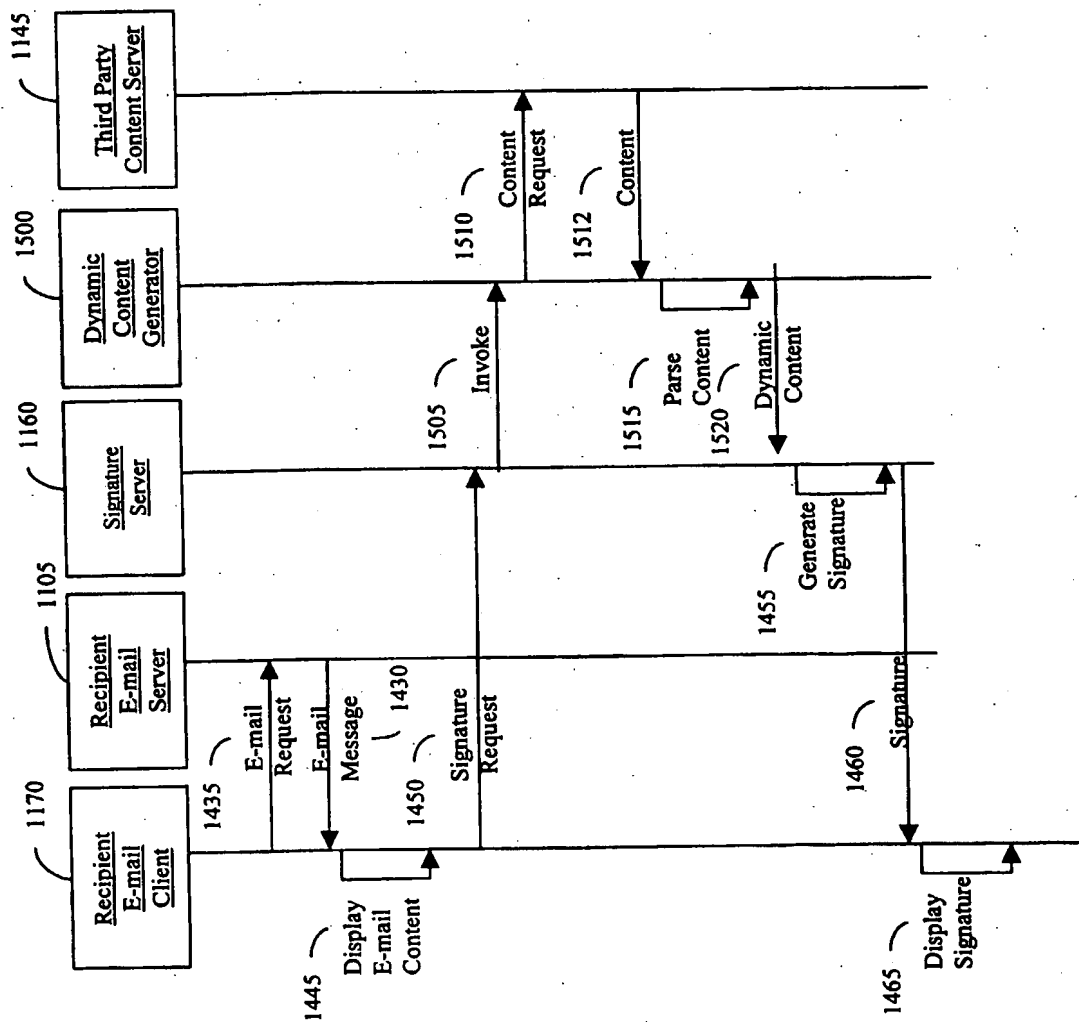 1170
Recipient
E-mail
Client
1105
Recipient
E-mail
Server
1160
Signature
Server
1500
Dynamic
Content
Generator
1145
Third Party
Content Server
1435
E-mail
Request
E-mail
Message
1430
1445
Display
E-mail
Content
1450
Signature
Request
1505
Invoke
1510
Content
Request
1512
Content
1515
Parse
Content
1520
Dynamic
Content
1455
Generate
Signature
1460
Signature
1465
Display
Signature